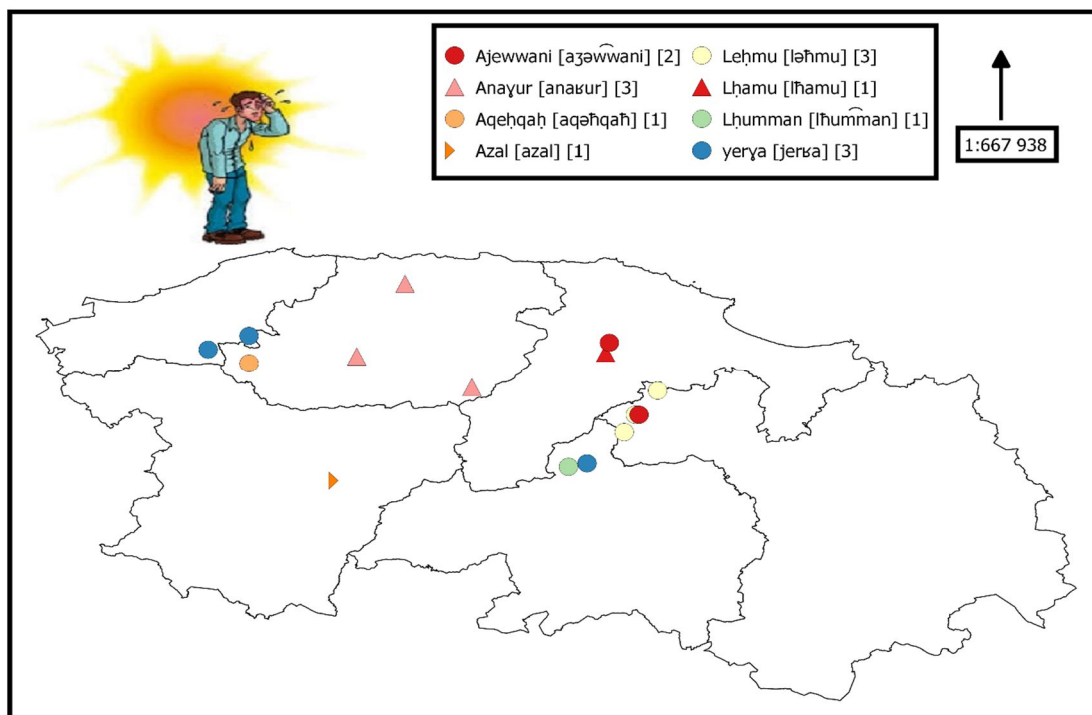 Ajewwani [aʒəw͡wani] [2]
Anaɣur [anaʁur] [3]
Aqeḥqaḥ [aqəħqaħ] [1]
Azal [azal] [1]
Leḥmu [ləħmu] [3]
Lḥamu [lħamu] [1]
Lḥumman [lħum͡man] [1]
yerɣa [jerʁa] [3]
1:667 938